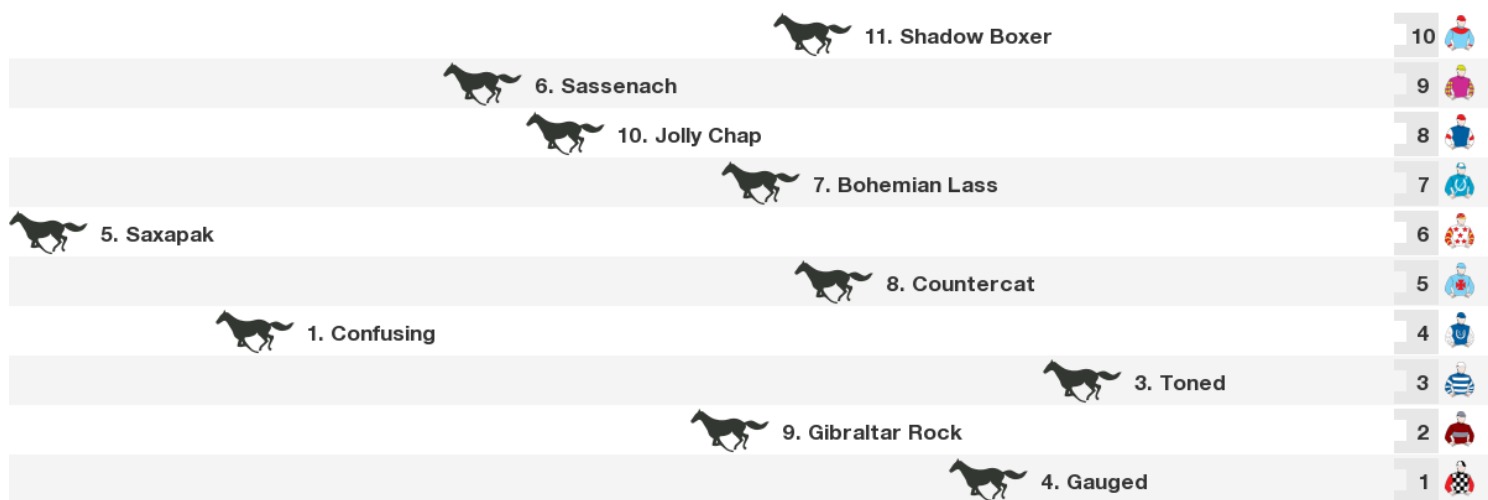 11. Shadow Boxer 10
6. Sassenach 9
10. Jolly Chap 8
7. Bohemian Lass 7
5. Saxapak 6
8. Countercat 5
1. Confusing 4
3. Toned 3
9. Gibraltar Rock 2
4. Gauged 1